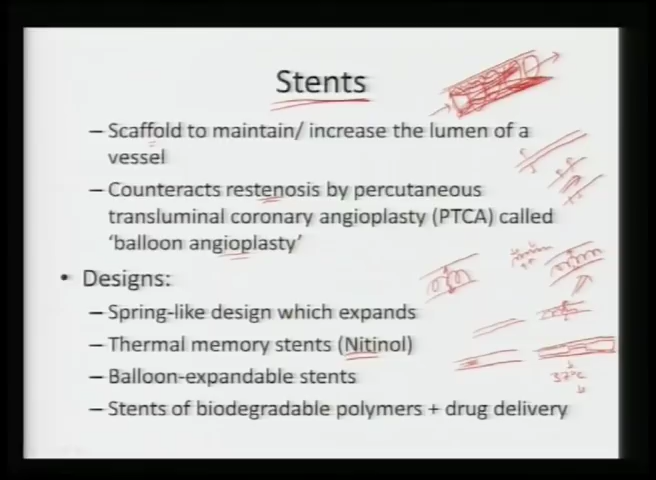 Stents
– Scaffold to maintain/ increase the lumen of a
vessel
– Counteracts restenosis by percutaneous
transluminal coronary angioplasty (PTCA) called
‘balloon angioplasty’
• Designs:
– Spring-like design which expands
– Thermal memory stents (Nitinol)
– Balloon-expandable stents
37°C
– Stents of biodegradable polymers + drug delivery